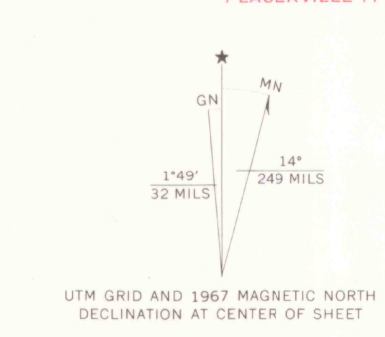 MN
GN
1°49'
32 MILS
14°
249 MILS
UTM GRID AND 1967 MAGNETIC NORTH
DECLINATION AT CENTER OF SHEET